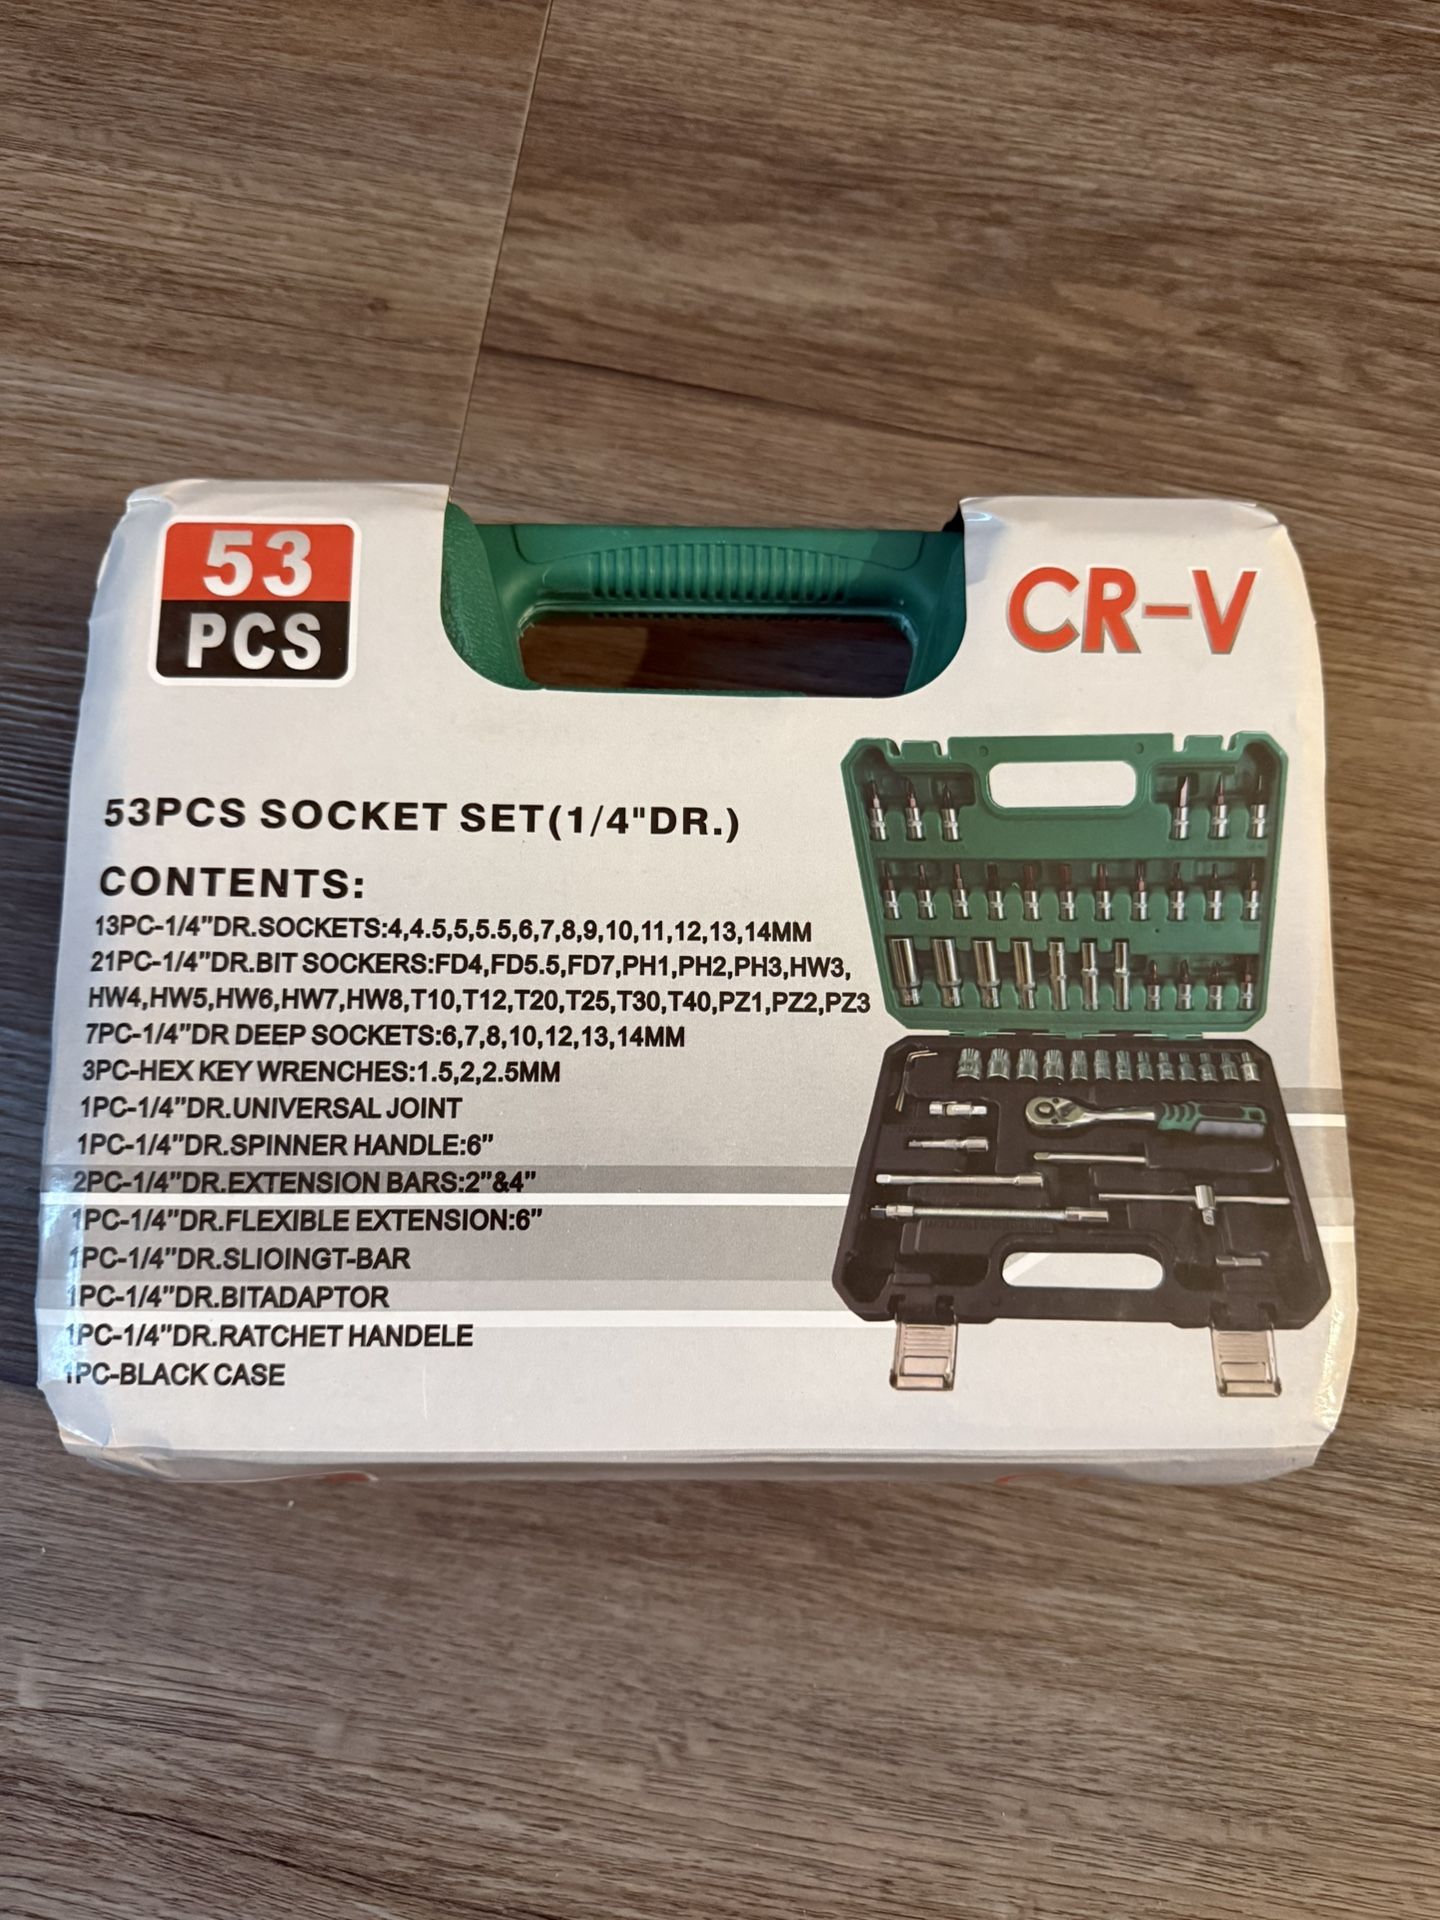 53
PCS
CR-V
53PCS SOCKET SET(1/4"DR.)
CONTENTS:
13PC-1/4"DR.SOCKETS:4,4.5,5,5.5,6,7,8,9,10,11,12,13,14MM
21PC-1/4"DR.BIT SOCKERS:FD4,FD5.5,FD7,PH1,PH2,PH3,HW3,
HW4,HW5,HW6,HW7,HW8,T10,T12,T20,T25,T30,T40,PZ1,PZ2,PZ3
7PC-1/4"DR DEEP SOCKETS:6,7,8,10,12,13,14MM
3PC-HEX KEY WRENCHES:1.5,2,2.5MM
1PC-1/4"DR.UNIVERSAL JOINT
1PC-1/4"DR.SPINNER HANDLE:6"
2PC-1/4"DR.EXTENSION BARS:2"&4"
1PC-1/4"DR.FLEXIBLE EXTENSION:6"
1PC-1/4"DR.SLIOINGT-BAR
1PC-1/4"DR.BITADAPTOR
1PC-1/4"DR.RATCHET HANDELE
1PC-BLACK CASE